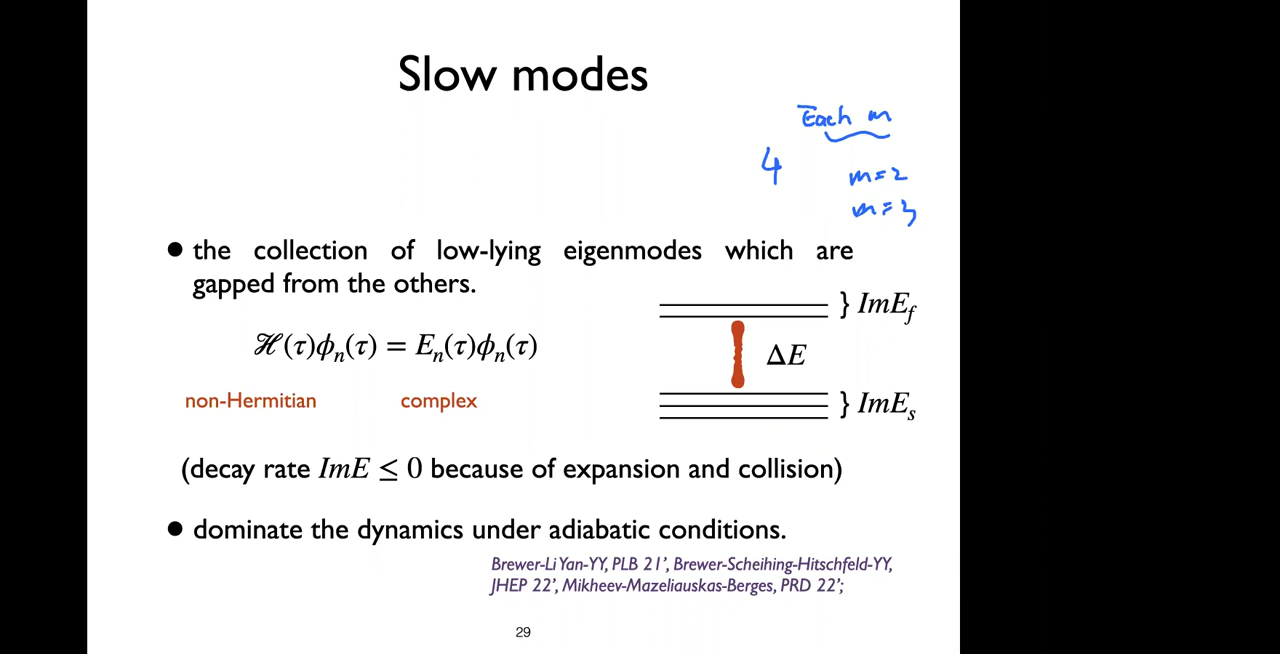 Slow modes
Each m
4
m=2
m=3
● the collection of low-lying eigenmodes which are
gapped from the others.
} ImE_f
ℋ(τ)ϕ_n(τ) = E_n(τ)ϕ_n(τ)
ΔE
non-Hermitian complex
} ImE_s
(decay rate ImE ≤ 0 because of expansion and collision)
● dominate the dynamics under adiabatic conditions.
Brewer-Li Yan-YY, PLB 21’, Brewer-Scheihing-Hitschfeld-YY,
JHEP 22’, Mikheev-Mazeliauskas-Berges, PRD 22’;
29